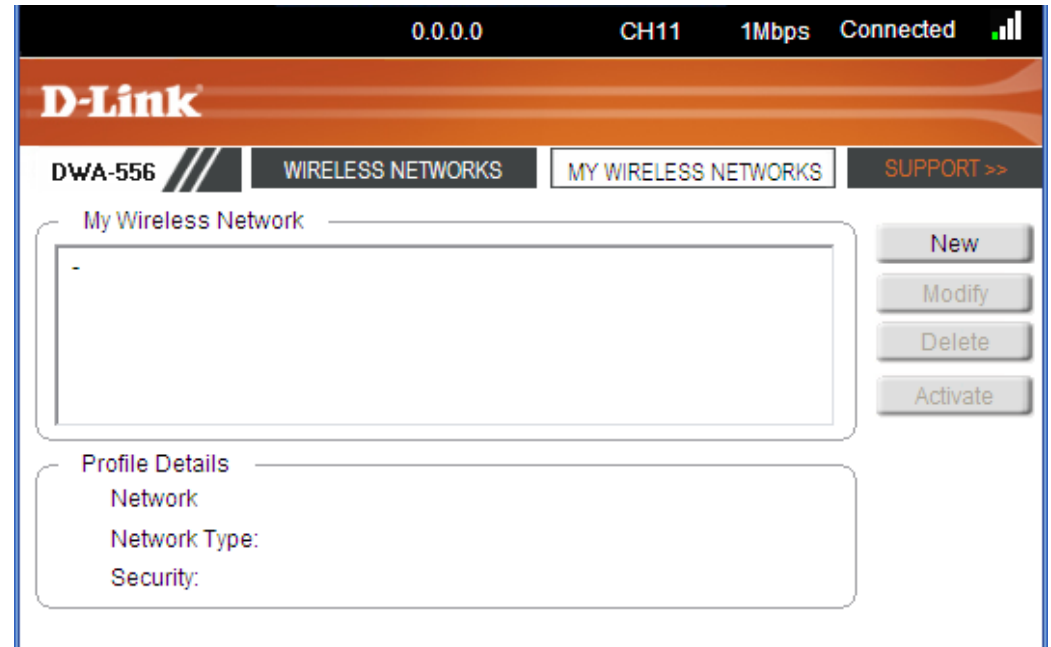 0.0.0.0 CH11 1Mbps Connected
D-Link
DWA-556 WIRELESS NETWORKS MY WIRELESS NETWORKS SUPPORT >>
My Wireless Network
-
New
Modify
Delete
Activate
Profile Details
Network
Network Type:
Security: